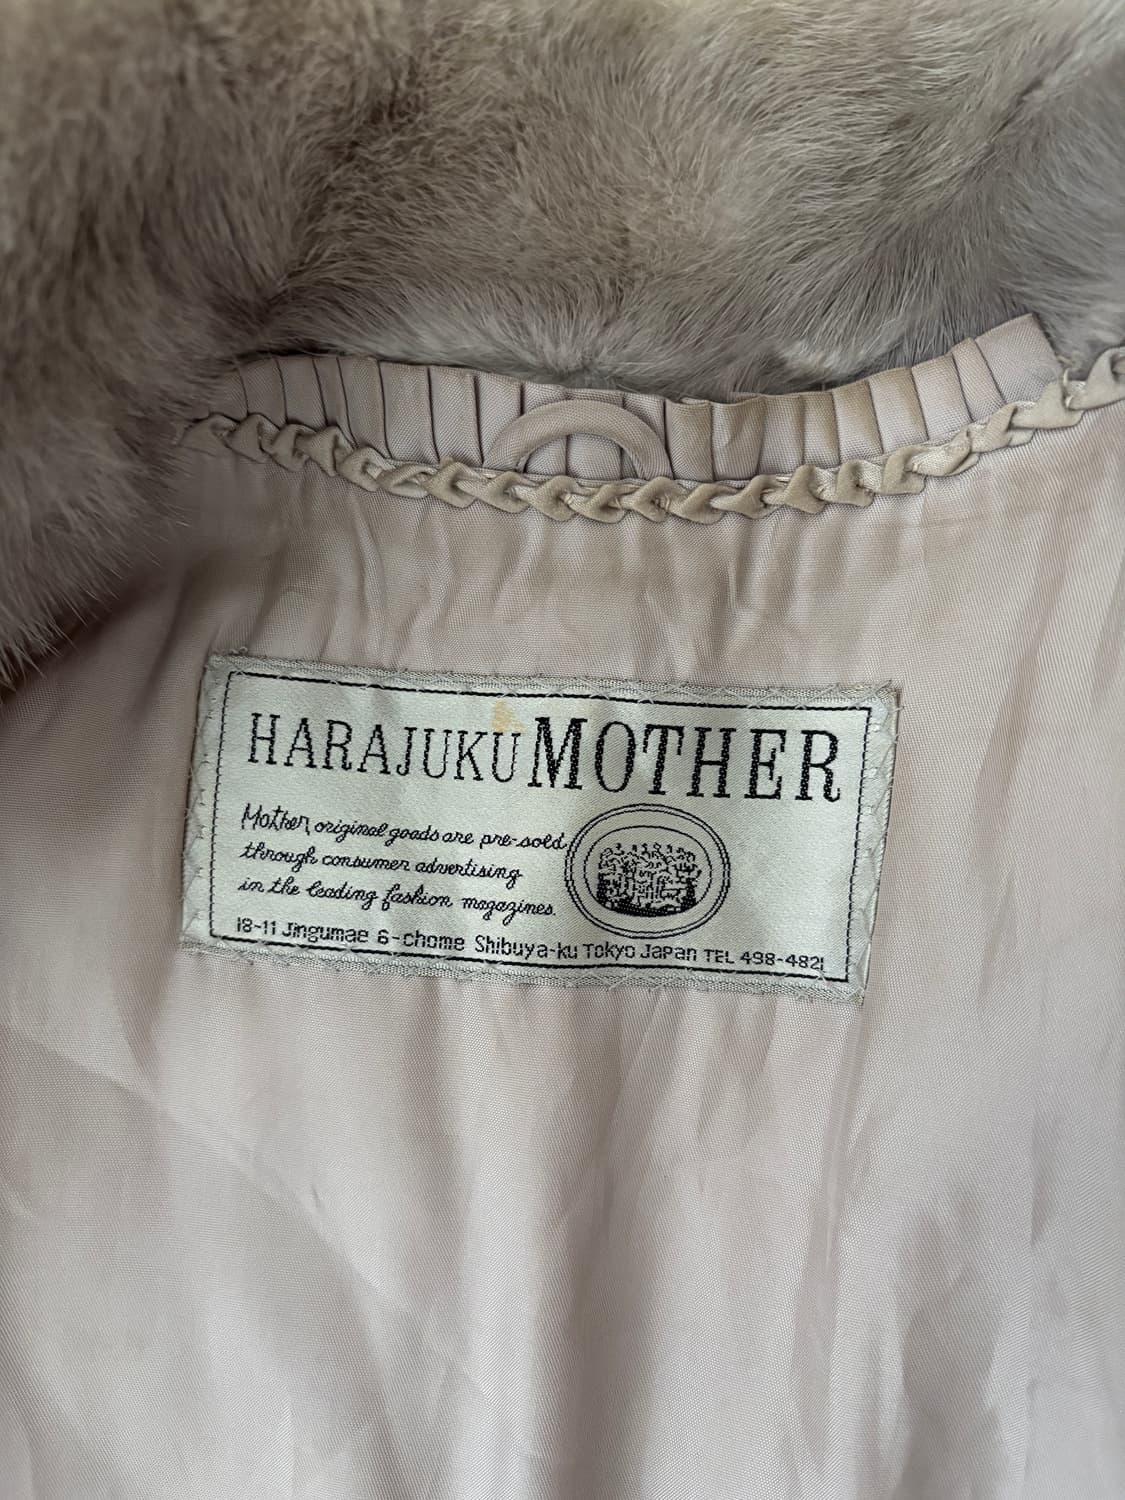 HARAJUKU MOTHER
Mother original goods are pre-sold
through consumer advertising
in the leading fashion magazines.
18-11 Jingumae 6-chome Shibuya-ku Tokyo Japan TEL 498-4821